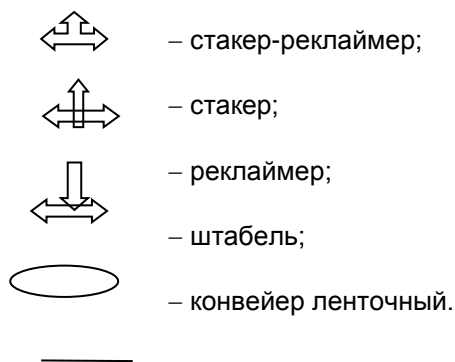 – стакер-реклаймер;
– стакер;
– реклаймер;
– штабель;
– конвейер ленточный.